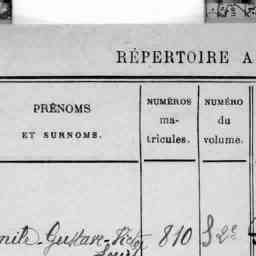 RÉPERTOIRE A
PRÉNOMS
ET SURNOMS.
NUMÉROS
ma-
tricules.
NUMÉRO
du
volume.
Gustave-Victor 810
Louis